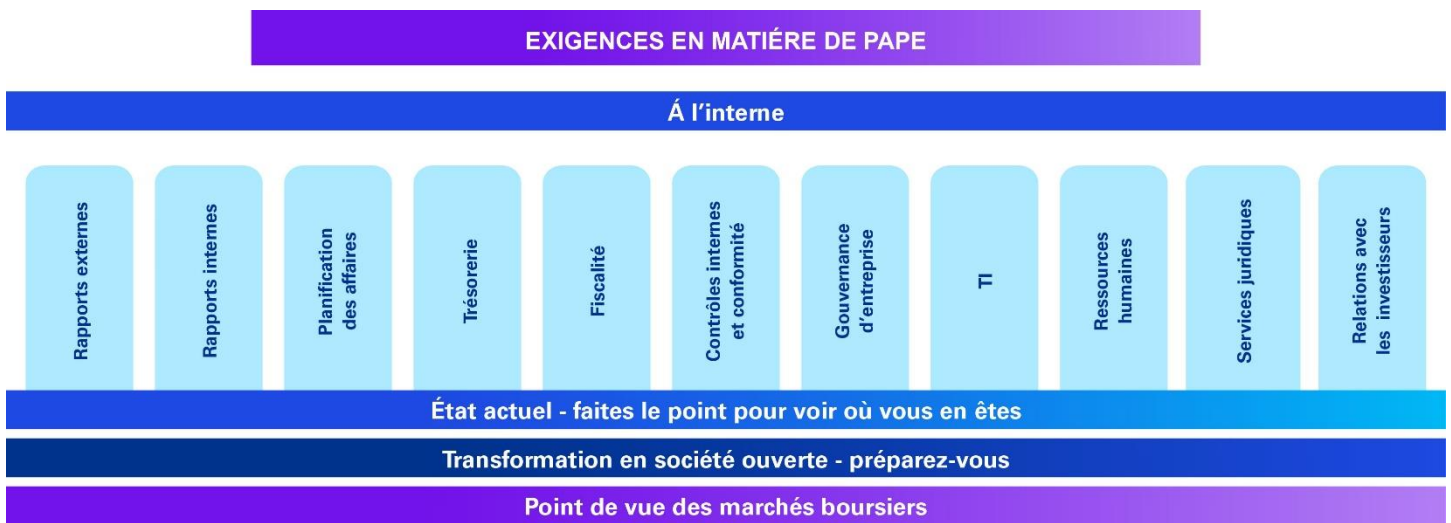 EXIGENCES EN MATIÉRE DE PAPE
Á l’interne
Rapports externes
Rapports internes
Planification
des affaires
Trésorerie
Fiscalité
Contrôles internes
et conformité
Gouvernance
d’entreprise
TI
Ressources
humaines
Services juridiques
Relations avec
les investisseurs
État actuel - faites le point pour voir où vous en êtes
Transformation en société ouverte - préparez-vous
Point de vue des marchés boursiers